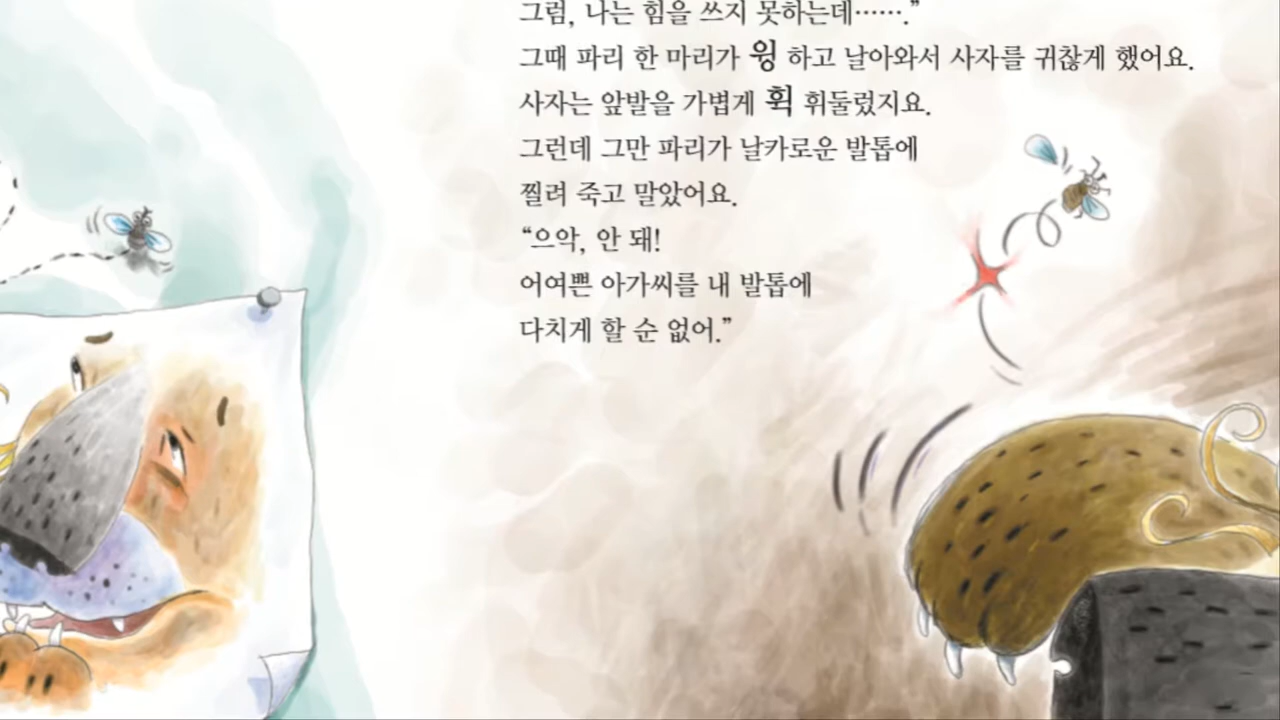 그럼, 나는 힘을 쓰지 못하는데…….”
그때 파리 한 마리가 윙 하고 날아와서 사자를 귀찮게 했어요.
사자는 앞발을 가볍게 휙 휘둘렀지요.
그런데 그만 파리가 날카로운 발톱에
찔려 죽고 말았어요.
“으악, 안 돼!
어여쁜 아가씨를 내 발톱에
다치게 할 순 없어.”